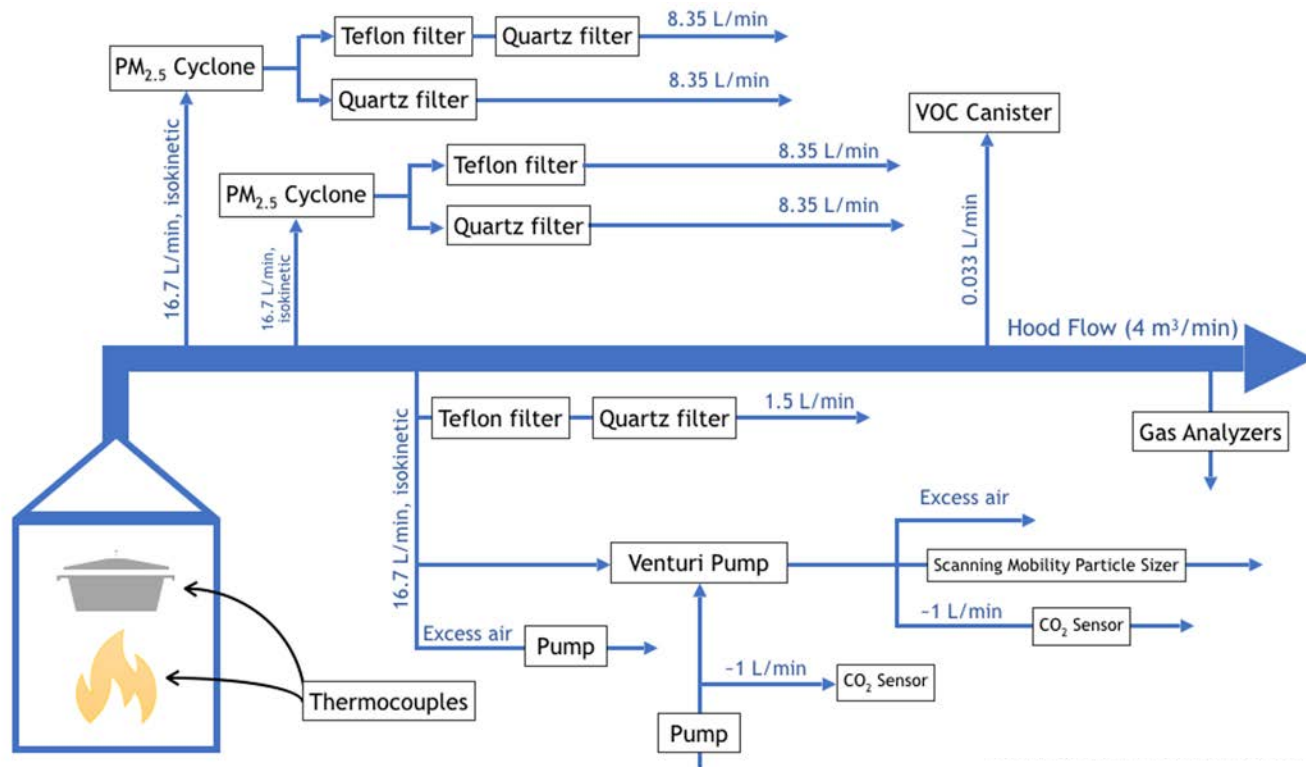 8.35 L/min
Teflon filter
Quartz filter
PM2.5 Cyclone
8.35 L/min
Quartz filter
16.7 L/min, isokinetic
8.35 L/min
Teflon filter
PM2.5 Cyclone
8.35 L/min
Quartz filter
16.7 L/min,
isokinetic
VOC Canister
0.033 L/min
Hood Flow (4 m³/min)
16.7 L/min, isokinetic
Teflon filter
Quartz filter
1.5 L/min
Gas Analyzers
Excess air
Venturi Pump
Scanning Mobility Particle Sizer
~1 L/min
CO2 Sensor
Excess air
Pump
~1 L/min
CO2 Sensor
Thermocouples
Pump